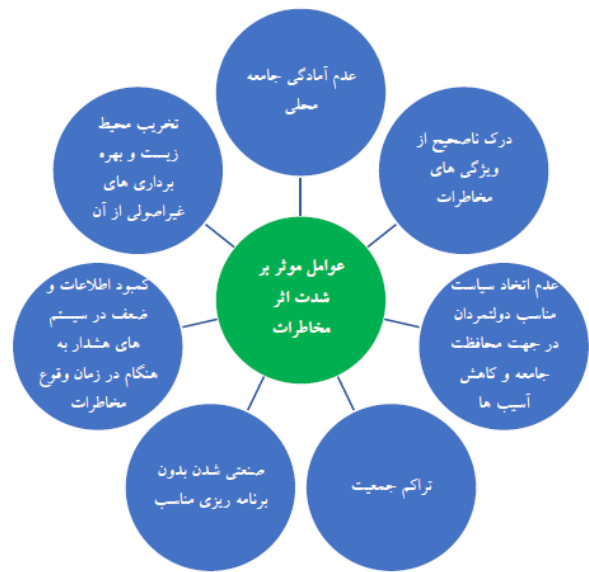 عدم آمادگی جامعه
محلی
درک ناصحیح از
ویژگی های
مخاطرات
عدم اتخاد سیاست
مناسب دولتمردان
در جهت محافظت
جامعه و کاهش
آسیب ها
تراکم جمعیت
صنعتی شدن بدون
برنامه ریزی مناسب
کمبود اطلاعات و
ضعف در سیستم
های هشدار به
هنگام در زمان وقوع
مخاطرات
تخریب محیط
زیست و بهره
برداری های
غیراصولی از آن
عوامل موثر بر
شدت اثر
مخاطرات